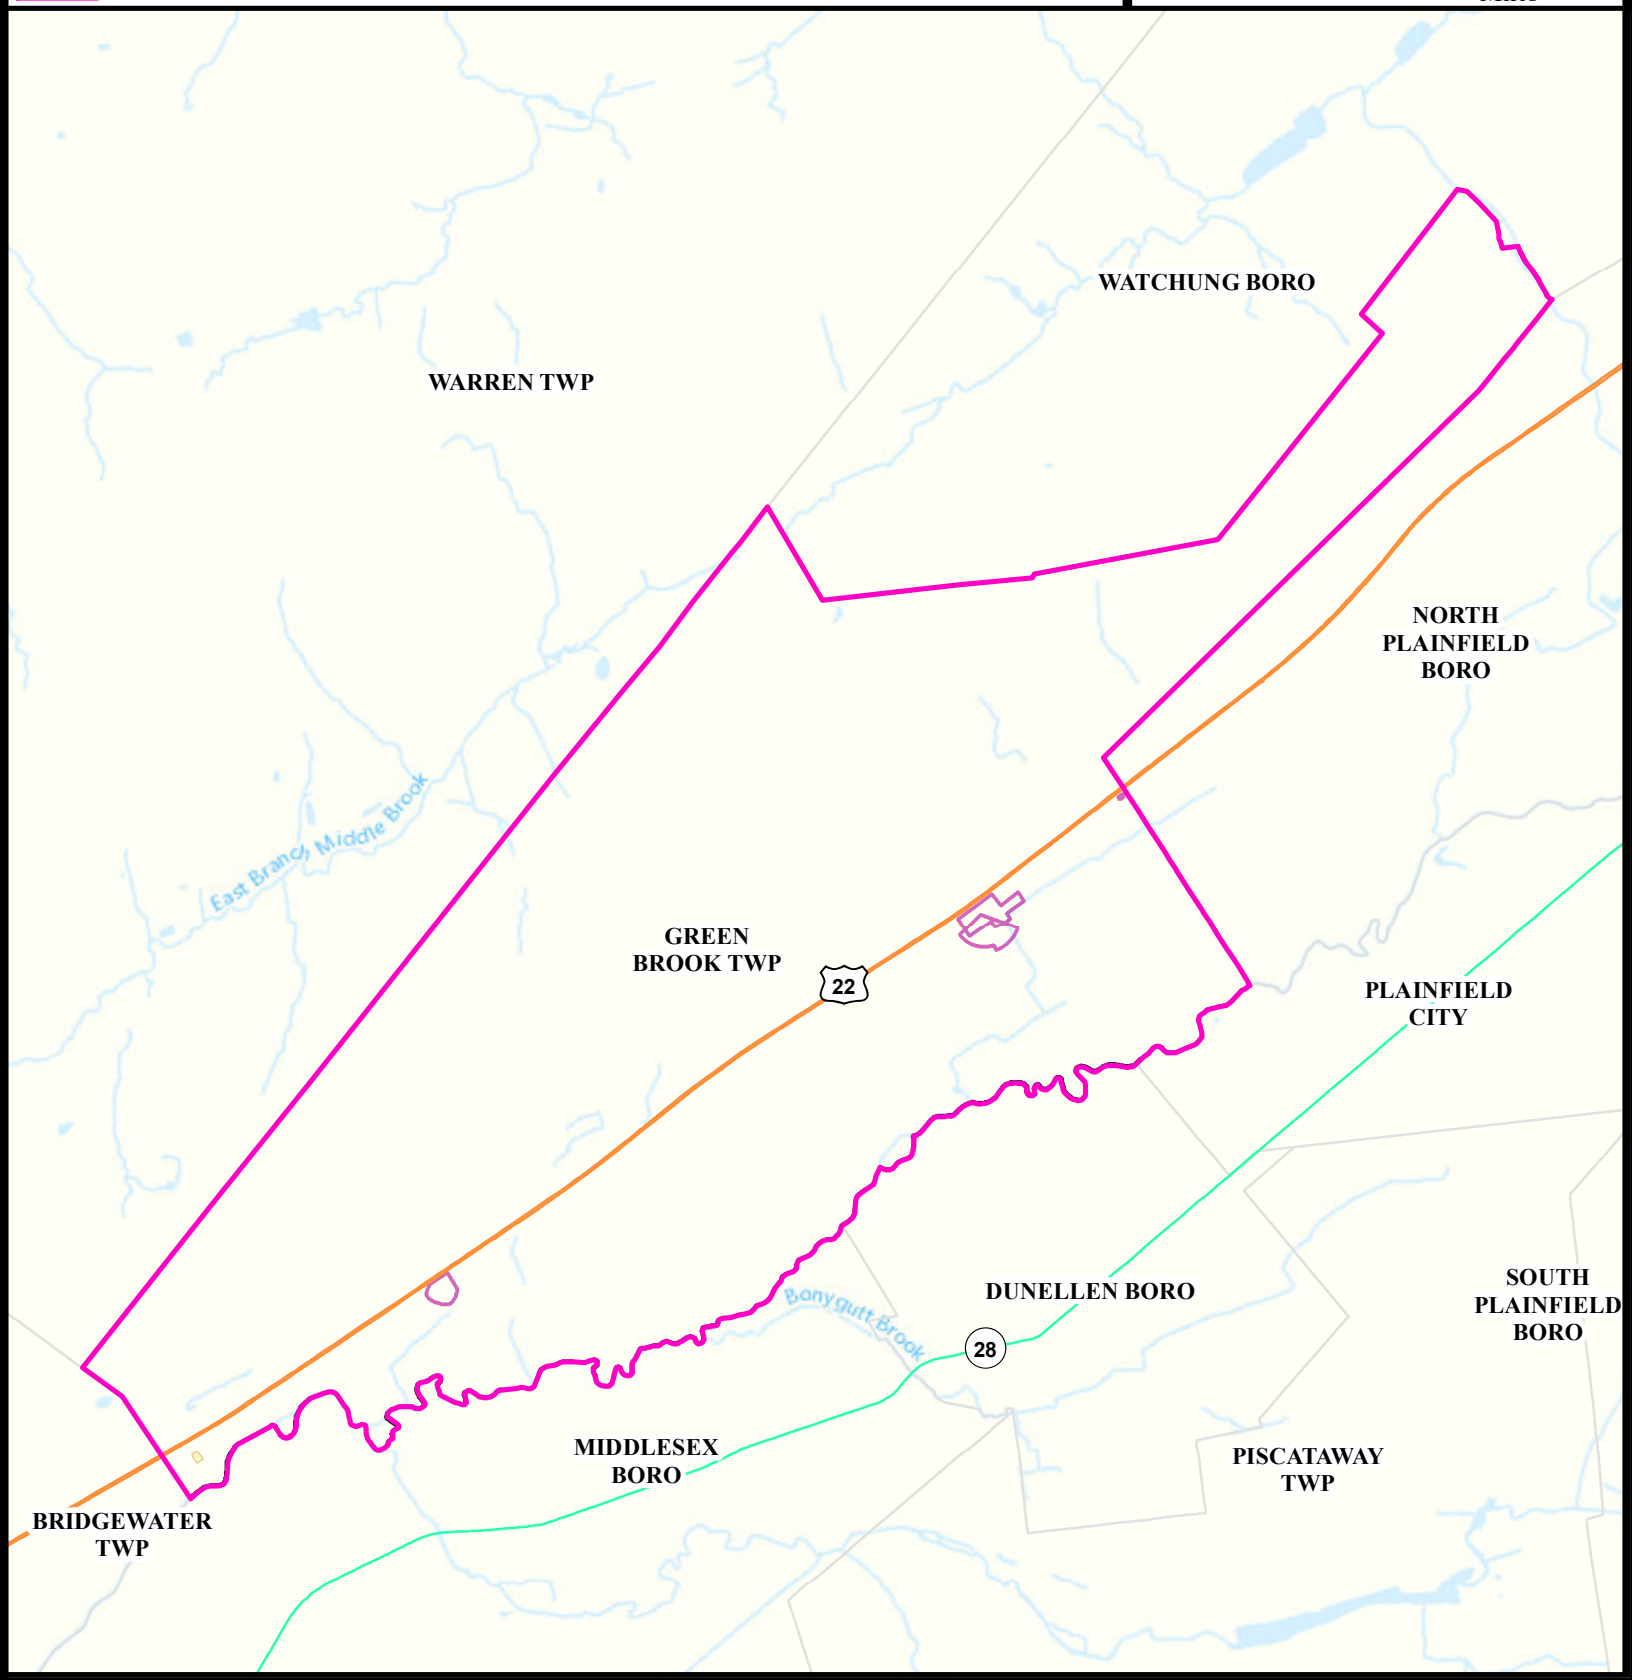 WATCHUNG BORO
WARREN TWP
NORTH
PLAINFIELD
BORO
East Branch Middle Brook
GREEN
BROOK TWP
22
PLAINFIELD
CITY
DUNELLEN BORO
SOUTH
PLAINFIELD
BORO
Bonygutt Brook
28
MIDDLESEX
BORO
PISCATAWAY
TWP
BRIDGEWATER
TWP